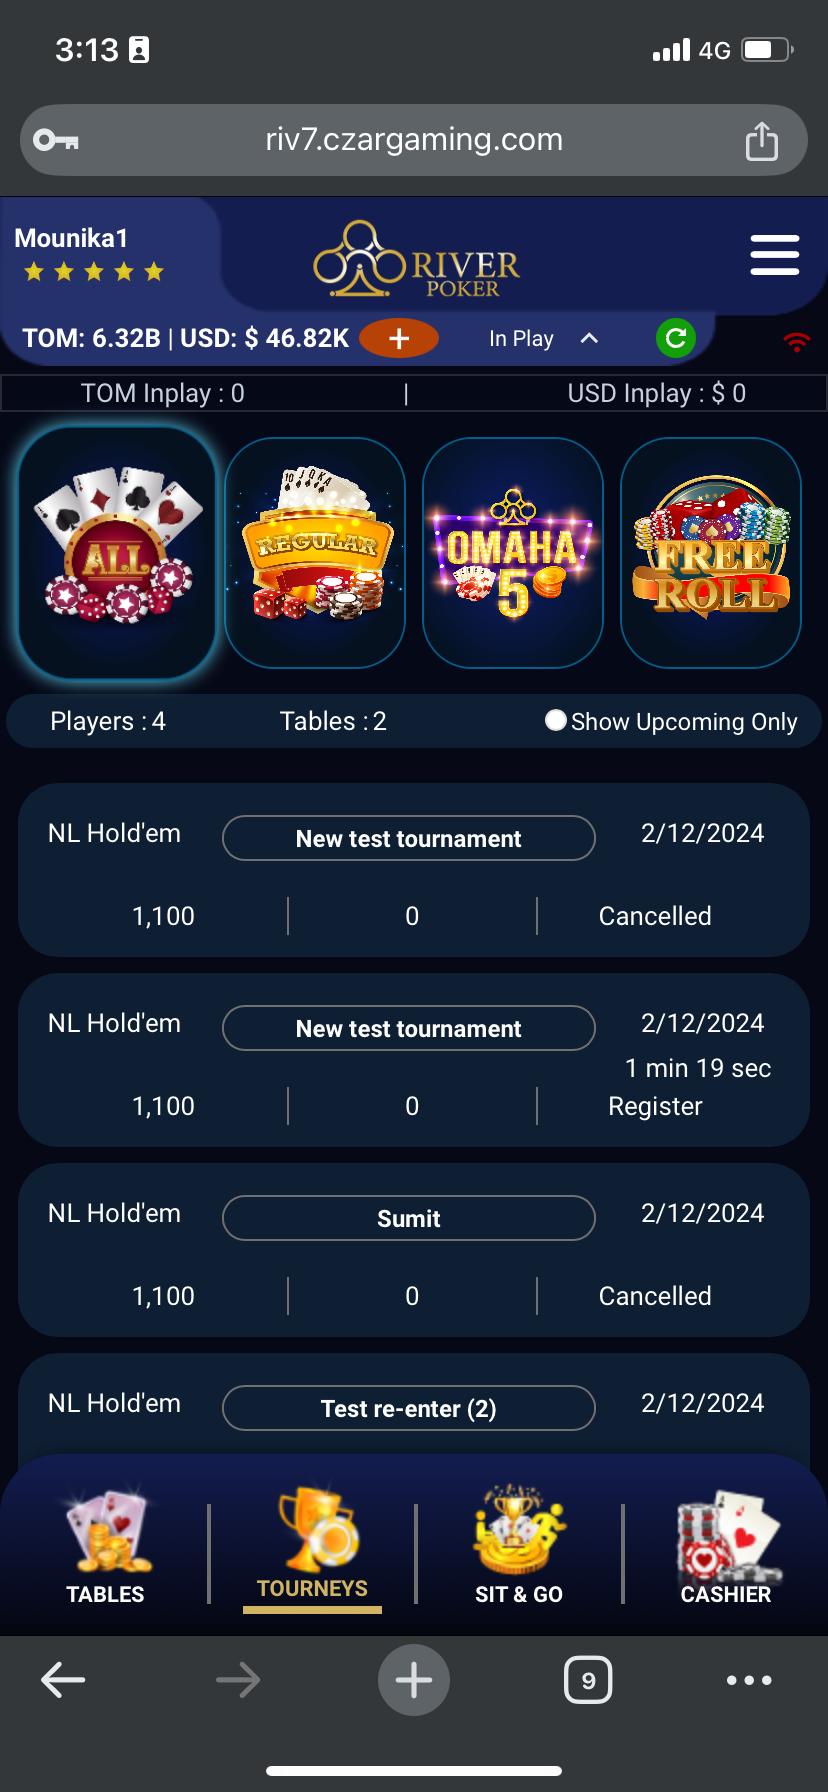 3:13
4G
riv7.czargaming.com
Mounika1
RIVER
POKER
TOM: 6.32B | USD: $ 46.82K
+
In Play
TOM Inplay : 0 | USD Inplay : $ 0
ALL
10 J Q K A
REGULAR
OMAHA
5
FREE
ROLL
Players : 4 Tables : 2 Show Upcoming Only
NL Hold'em New test tournament 2/12/2024
1,100 | 0 | Cancelled
NL Hold'em New test tournament 2/12/2024
1 min 19 sec
1,100 | 0 | Register
NL Hold'em Sumit 2/12/2024
1,100 | 0 | Cancelled
NL Hold'em Test re-enter (2) 2/12/2024
TABLES TOURNEYS SIT & GO CASHIER
9